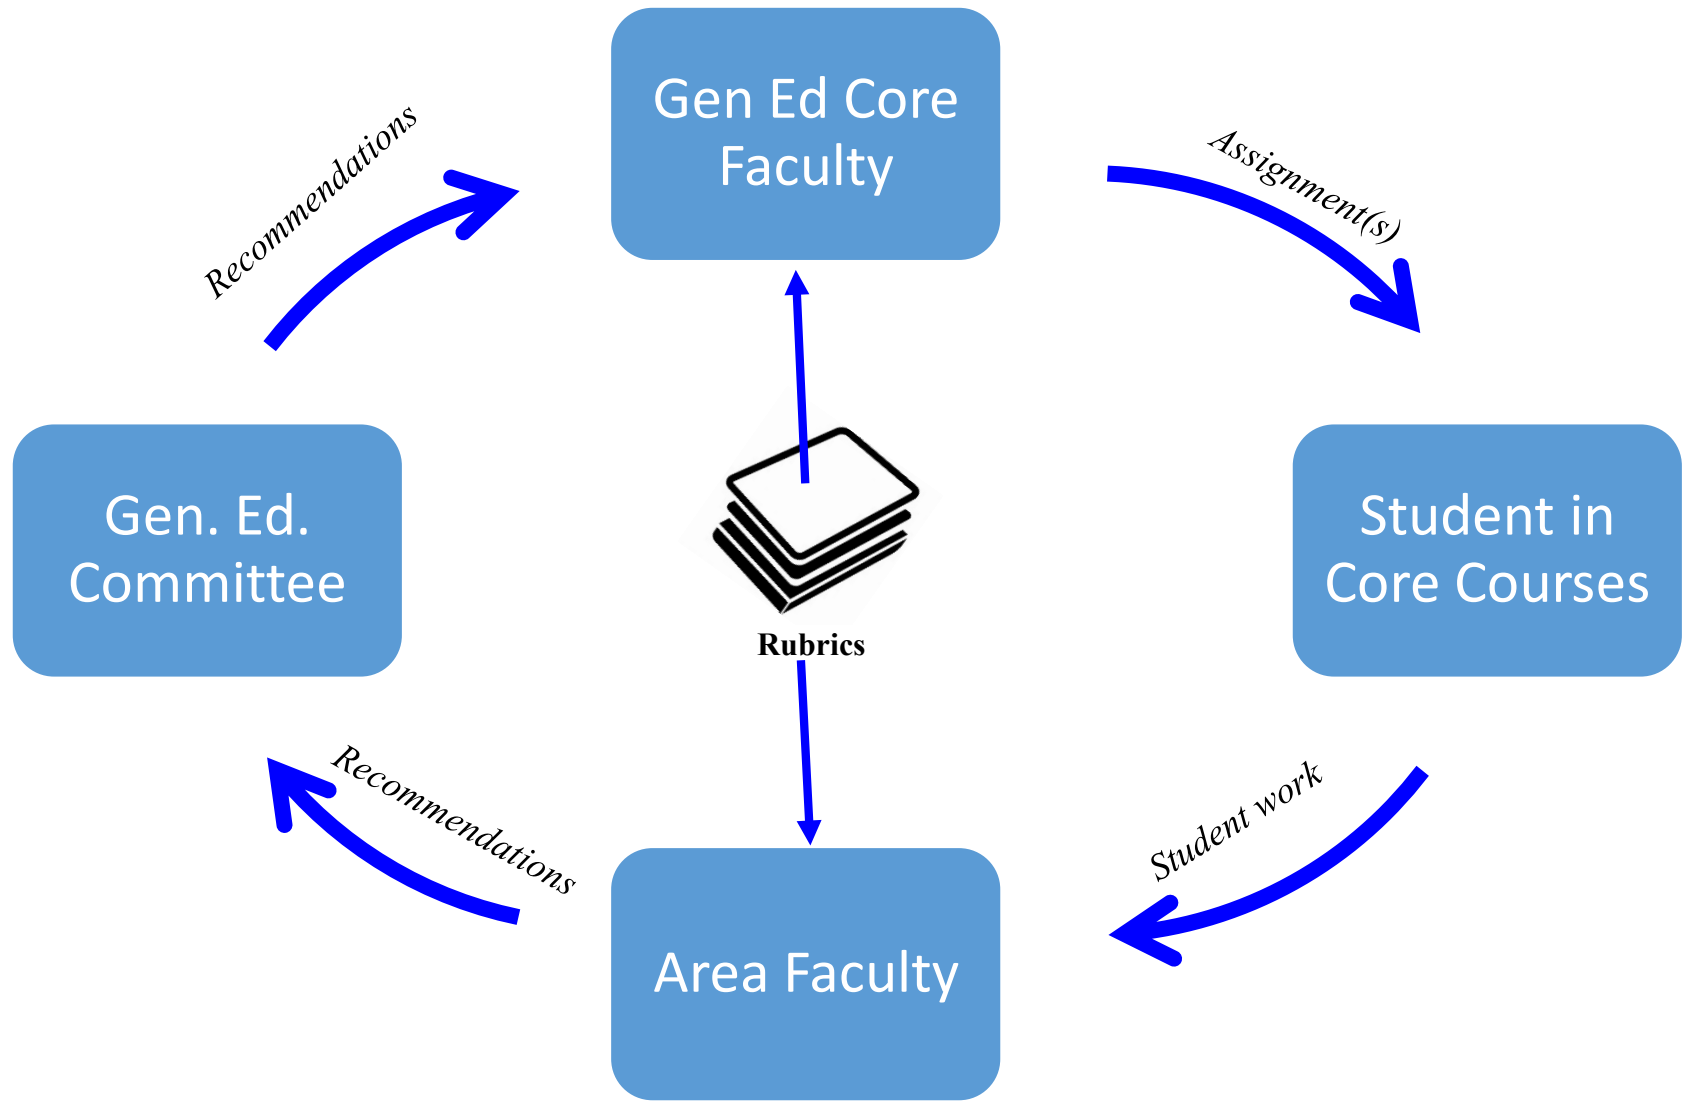 Gen Ed Core
Faculty
Recommendations
Assignment(s)
Gen. Ed.
Committee
Student in
Core Courses
Rubrics
Recommendations
Student work
Area Faculty